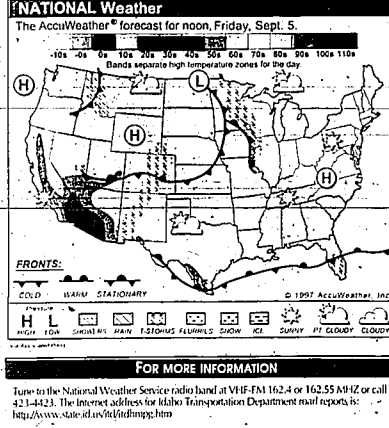 NATIONAL Weather
The AccuWeather® forecast for noon, Friday, Sept. 5.
-10s -0s 0s 10s 20s 30s 40s 50s 60s 70s 80s 90s 100s 110s
Bands separate high temperature zones for the day.
H
L
H
H
FRONTS:
COLD WARM STATIONARY
© 1997 AccuWeather, Inc.
Pressure
H L
HIGH LOW SHOWERS RAIN T-STORMS FLURRIES SNOW ICE SUNNY PT. CLOUDY CLOUDY
FOR MORE INFORMATION
Tune to the National Weather Service radio band at VHF-FM 162.4 or 162.55 MHZ or call
423-4423. The Internet address for Idaho Transportation Department road reports is:
http://www.state.id.us/itd/itdhmpg.htm